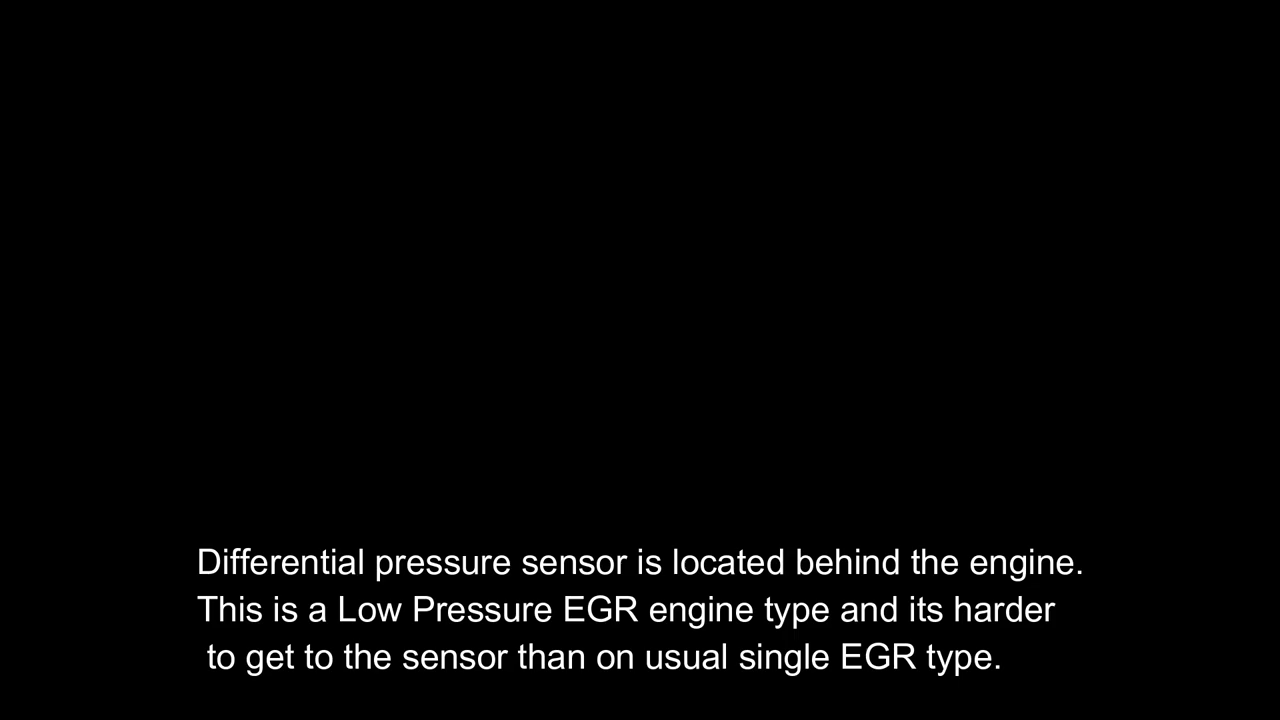 Differential pressure sensor is located behind the engine.
This is a Low Pressure EGR engine type and its harder
to get to the sensor than on usual single EGR type.